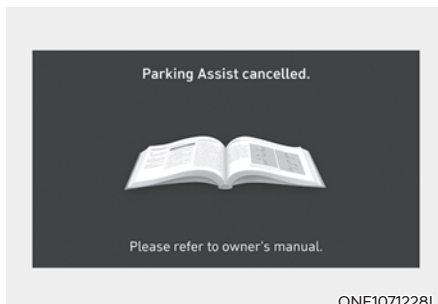 Parking Assist cancelled.
Please refer to owner's manual.
ONE1071228L